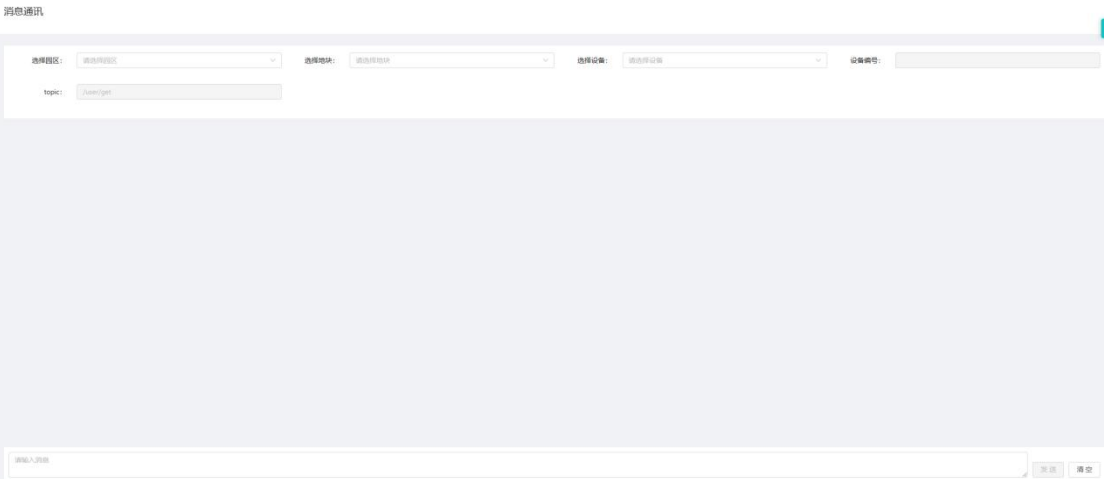 消息通讯
选择园区: 请选择园区 选择地块: 请选择地块 选择设备: 请选择设备 设备编号:
topic: /user/get
请输入消息
发 送 清 空